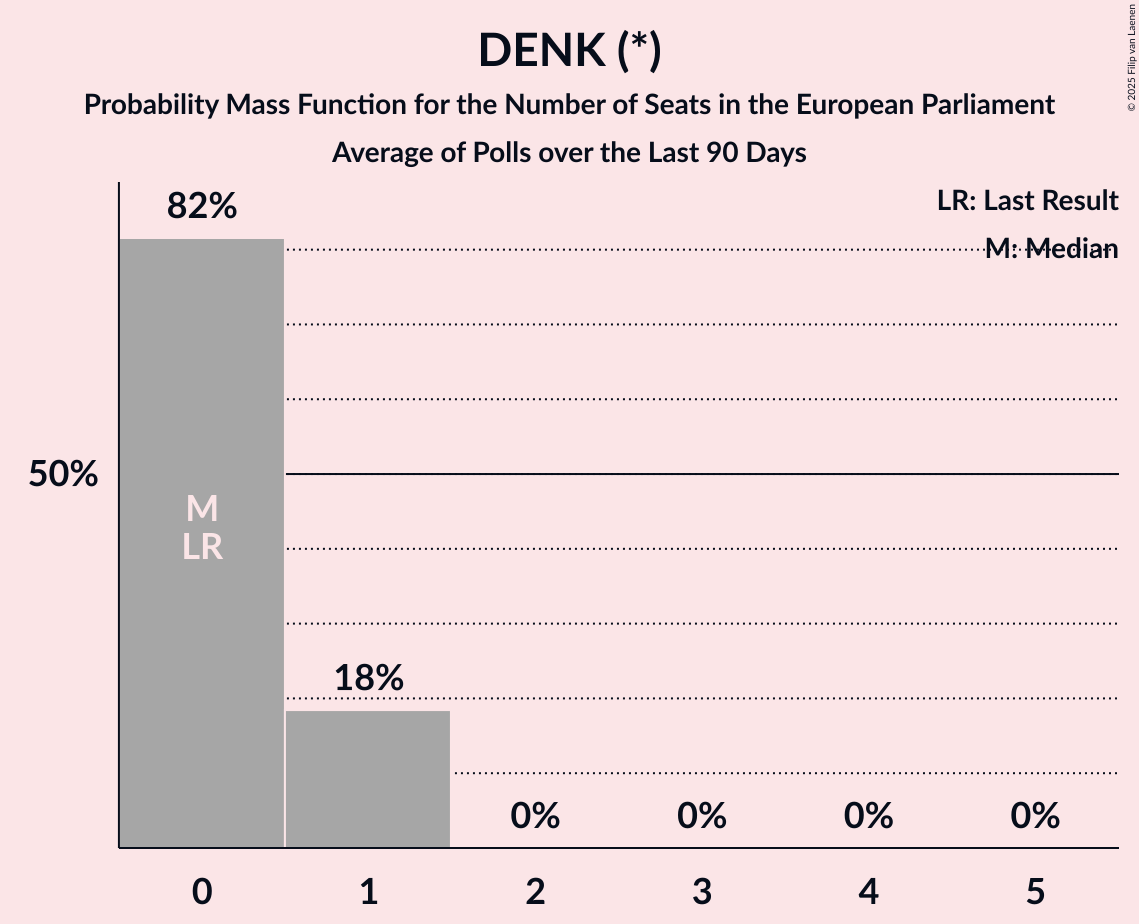 DENK (*)
Probability Mass Function for the Number of Seats in the European Parliament
Average of Polls over the Last 90 Days
© 2025 Filip van Laenen
LR: Last Result
M: Median
82%
50%
M
LR
18%
0% 0% 0% 0%
0 1 2 3 4 5